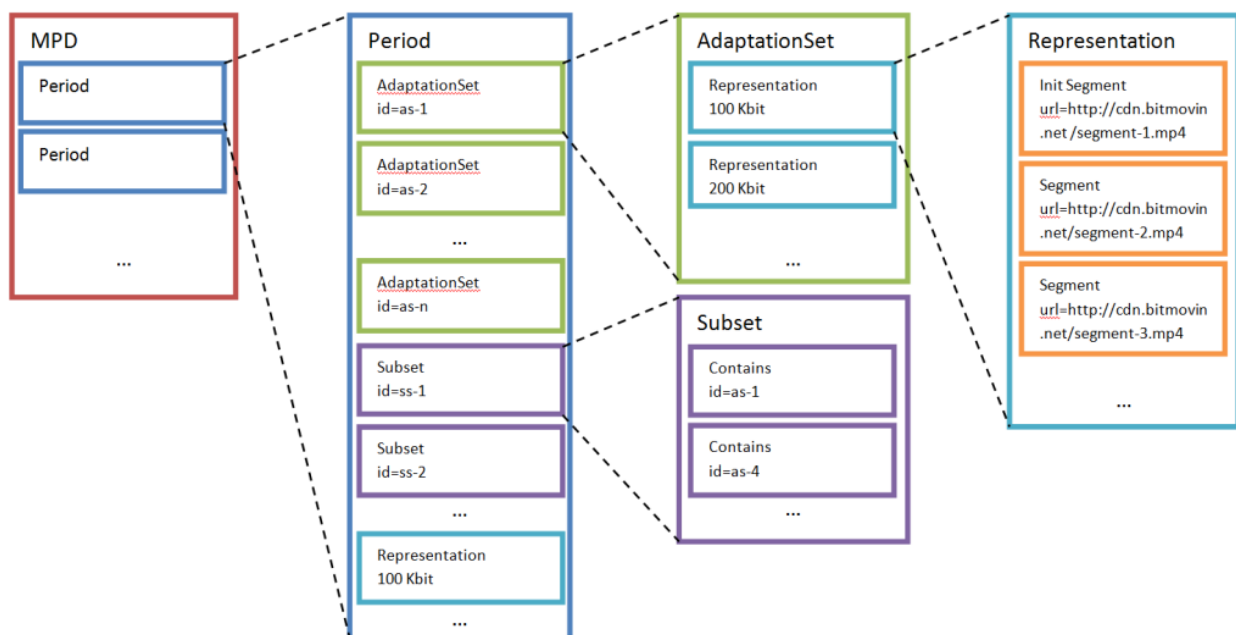 MPD
Period
Period
...
Period
AdaptationSet
id=as-1
AdaptationSet
id=as-2
...
AdaptationSet
id=as-n
Subset
id=ss-1
Subset
id=ss-2
...
Representation
100 Kbit
...
AdaptationSet
Representation
100 Kbit
Representation
200 Kbit
...
Subset
Contains
id=as-1
Contains
id=as-4
...
Representation
Init Segment
url=http://cdn.bitmovin
.net/segment-1.mp4
Segment
url=http://cdn.bitmovin
.net/segment-2.mp4
Segment
url=http://cdn.bitmovin
.net/segment-3.mp4
...